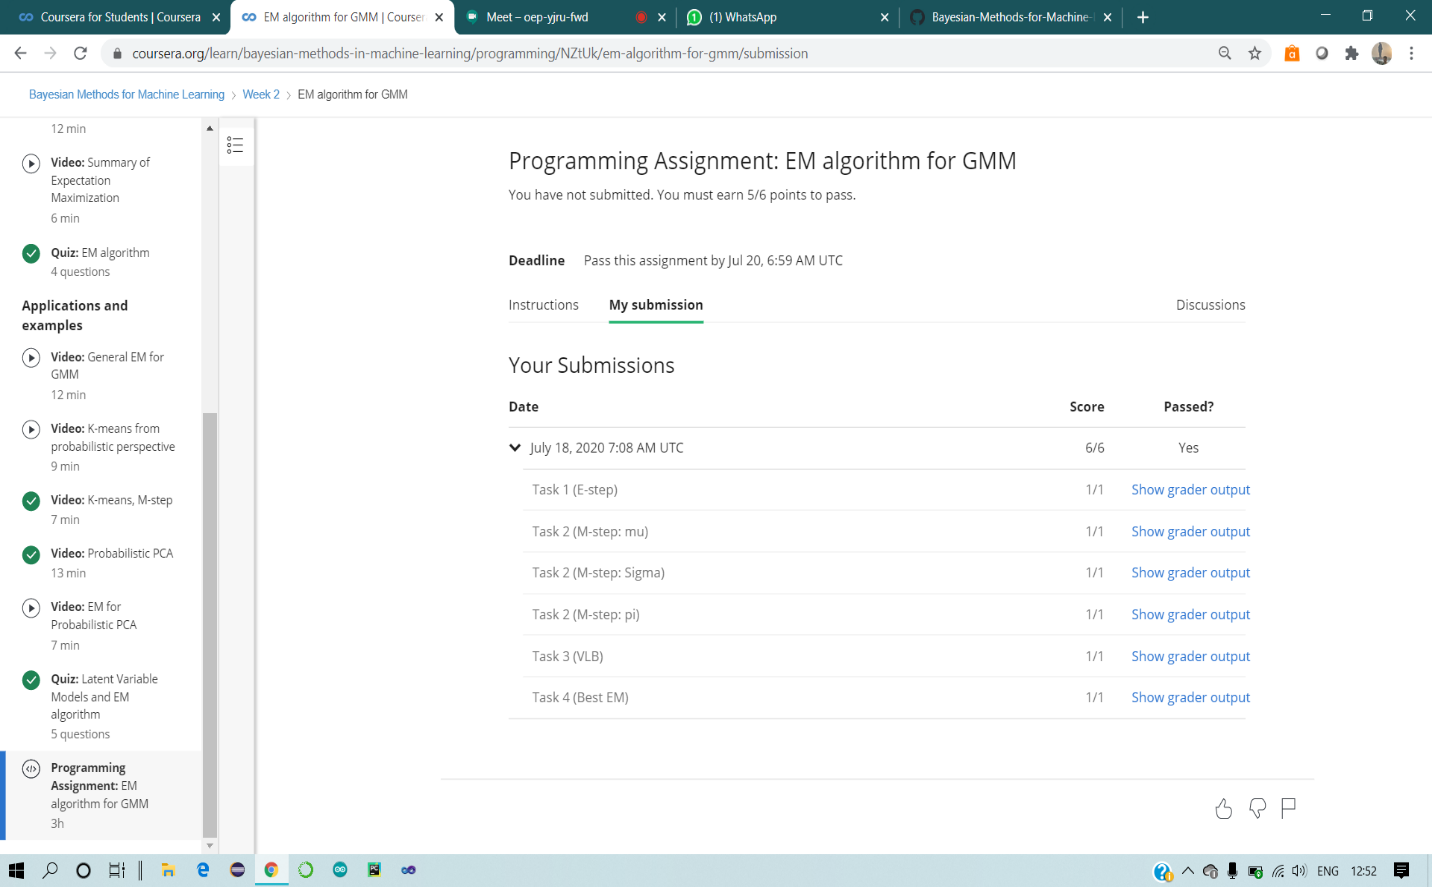 Coursera for Students | Coursera
EM algorithm for GMM | Courser
Meet – oep-yjru-fwd
(1) WhatsApp
Bayesian-Methods-for-Machine-
coursera.org/learn/bayesian-methods-in-machine-learning/programming/NZtUk/em-algorithm-for-gmm/submission
Bayesian Methods for Machine Learning > Week 2 > EM algorithm for GMM
12 min
Video: Summary of
Expectation
Maximization
6 min
Quiz: EM algorithm
4 questions
Applications and
examples
Video: General EM for
GMM
12 min
Video: K-means from
probabilistic perspective
9 min
Video: K-means, M-step
7 min
Video: Probabilistic PCA
13 min
Video: EM for
Probabilistic PCA
7 min
Quiz: Latent Variable
Models and EM
algorithm
5 questions
Programming
Assignment: EM
algorithm for GMM
3h
Programming Assignment: EM algorithm for GMM
You have not submitted. You must earn 5/6 points to pass.
Deadline Pass this assignment by Jul 20, 6:59 AM UTC
Instructions My submission Discussions
Your Submissions
Date Score Passed?
July 18, 2020 7:08 AM UTC 6/6 Yes
Task 1 (E-step) 1/1 Show grader output
Task 2 (M-step: mu) 1/1 Show grader output
Task 2 (M-step: Sigma) 1/1 Show grader output
Task 2 (M-step: pi) 1/1 Show grader output
Task 3 (VLB) 1/1 Show grader output
Task 4 (Best EM) 1/1 Show grader output
ENG 12:52